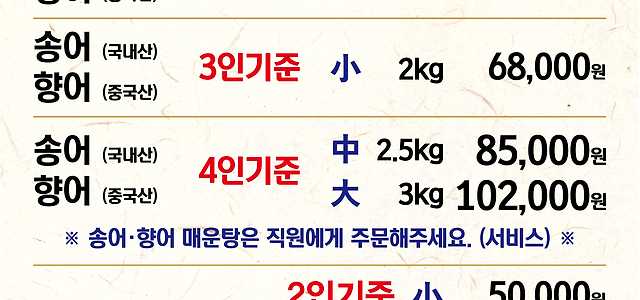 송어 (국내산)
향어 (중국산)
3인기준 小 2kg 68,000원
송어 (국내산)
향어 (중국산)
4인기준
中 2.5kg 85,000원
大 3kg 102,000원
※ 송어·향어 매운탕은 직원에게 주문해주세요. (서비스) ※
2인기준 小 50,000원